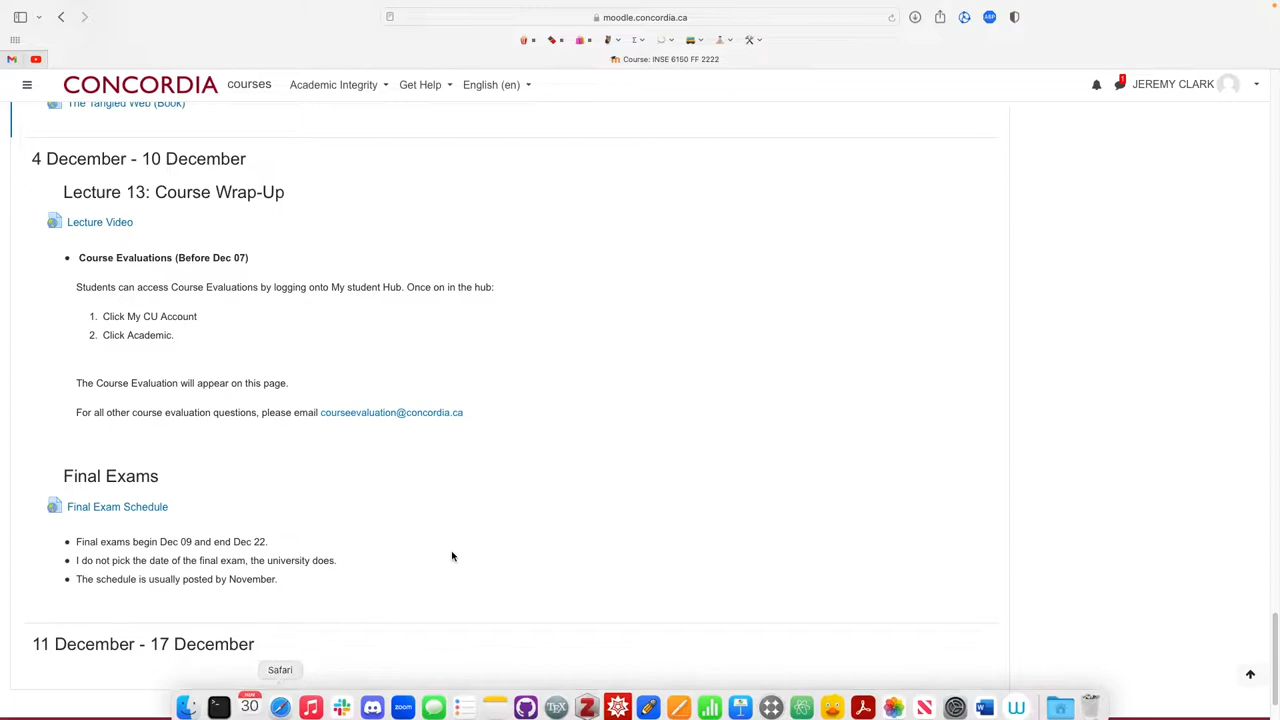 moodle.concordia.ca
ABP
Course: INSE 6150 FF 2222
CONCORDIA courses Academic Integrity Get Help English (en) 1 JEREMY CLARK
The Tangled Web (Book)
4 December - 10 December
Lecture 13: Course Wrap-Up
Lecture Video
Course Evaluations (Before Dec 07)
Students can access Course Evaluations by logging onto My student Hub. Once on in the hub:
1. Click My CU Account
2. Click Academic.
The Course Evaluation will appear on this page.
For all other course evaluation questions, please email courseevaluation@concordia.ca
Final Exams
Final Exam Schedule
Final exams begin Dec 09 and end Dec 22.
I do not pick the date of the final exam, the university does.
The schedule is usually posted by November.
11 December - 17 December
Safari
NOV
30
zoom
TEX
Z
N
W